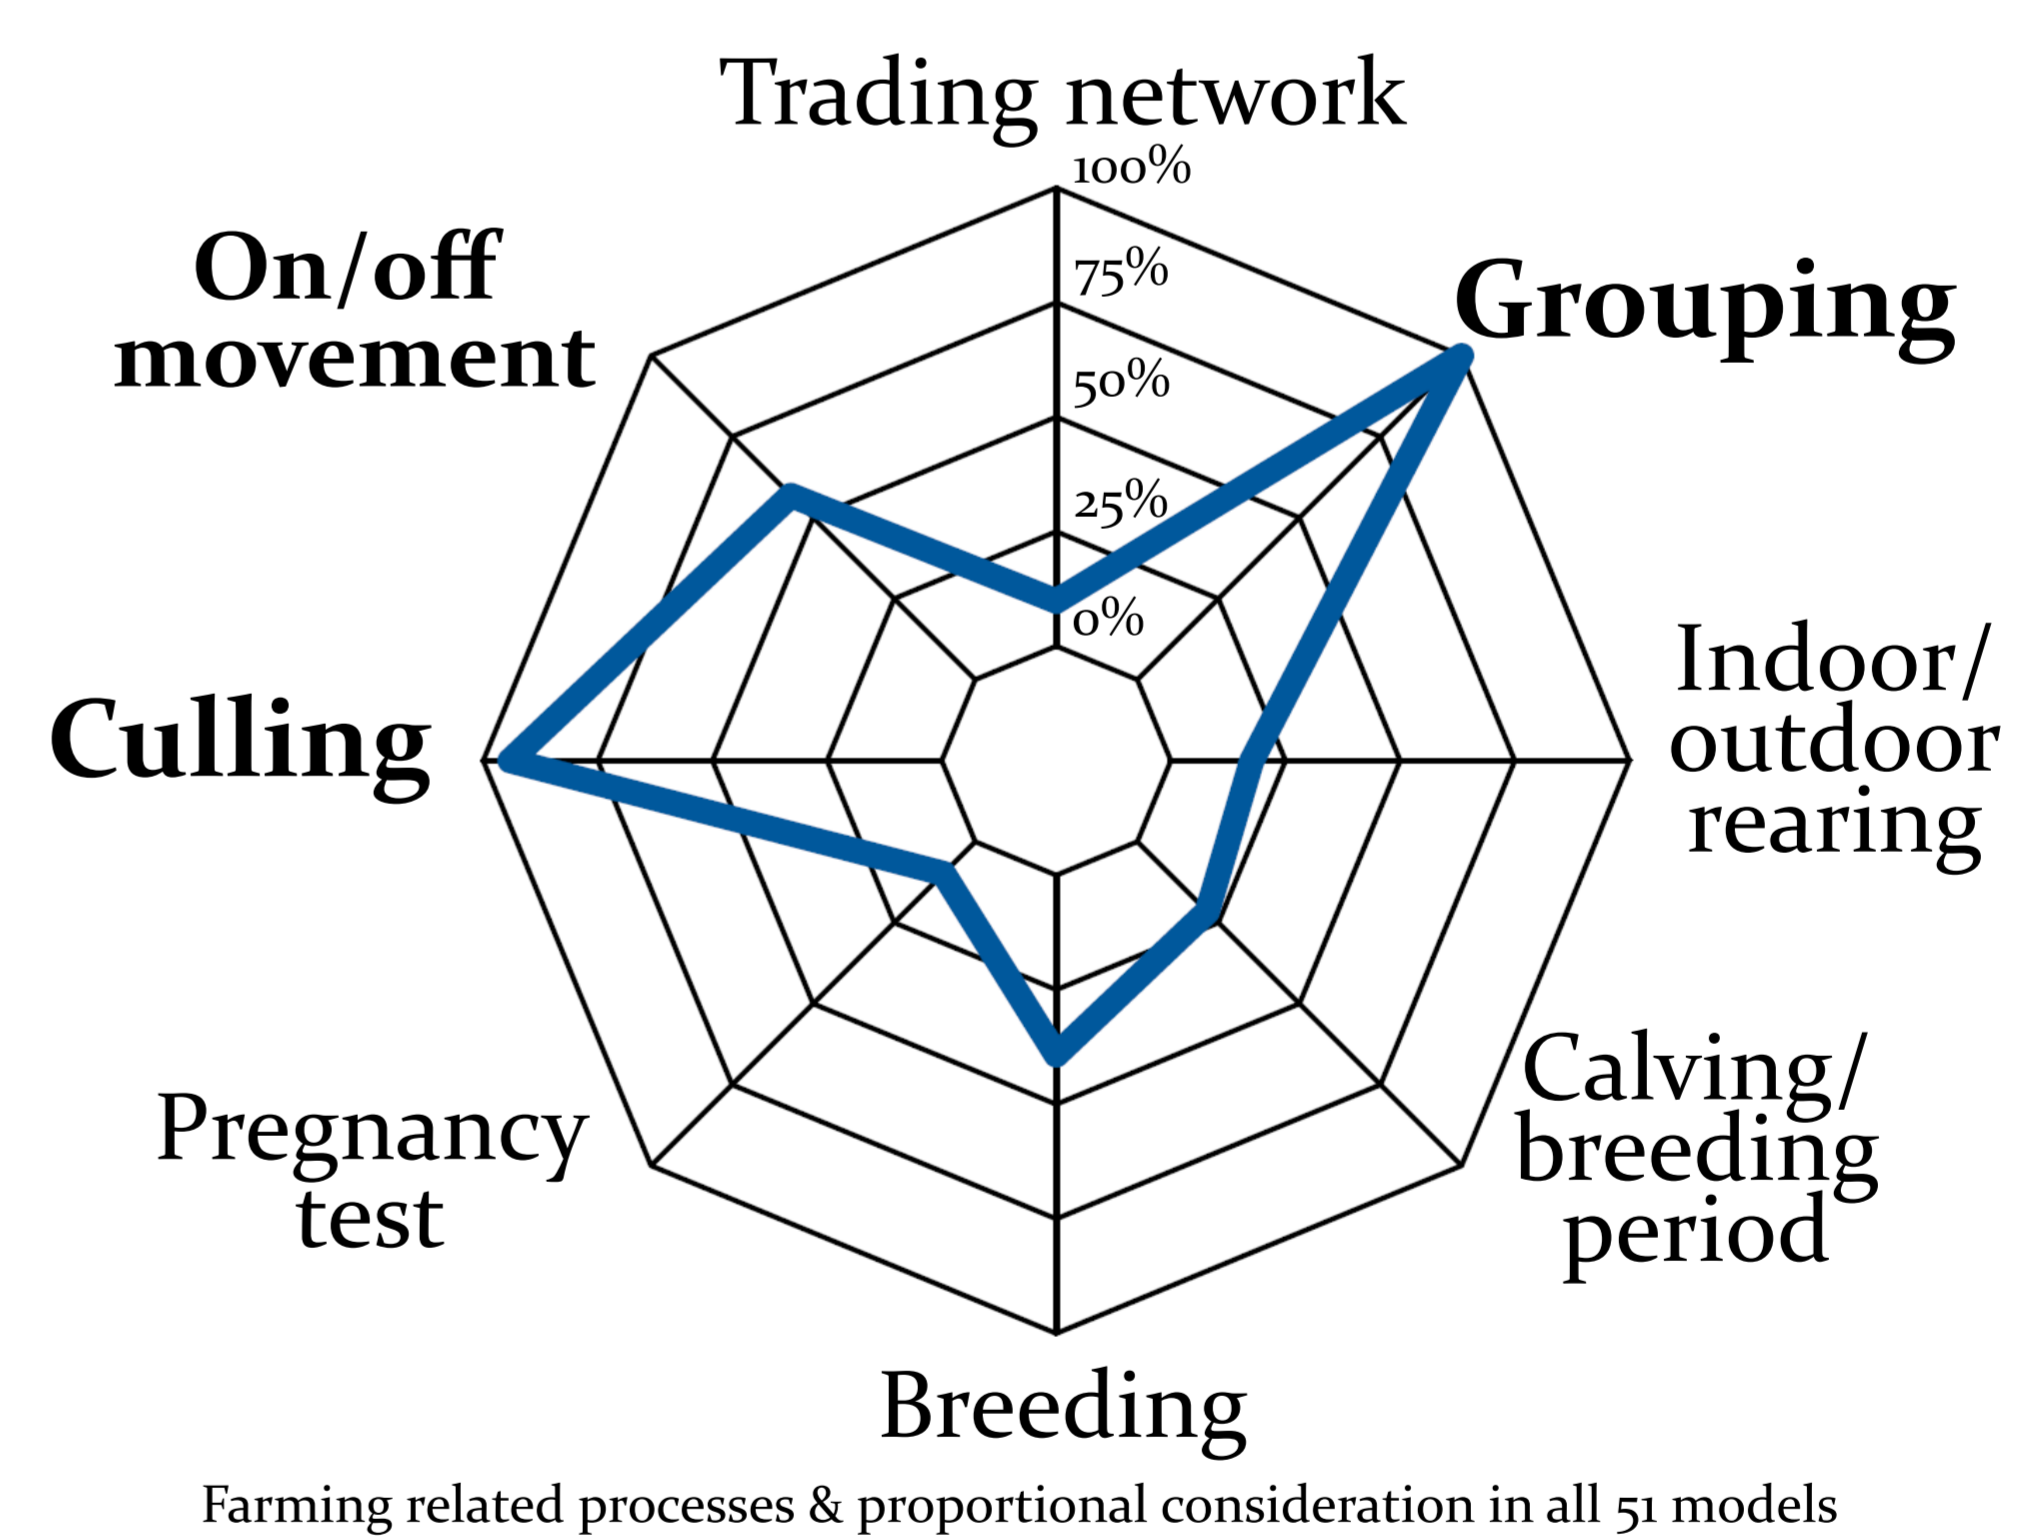 Trading network
100%
75%
50%
25%
0%
On/off
movement
Grouping
Indoor/
outdoor
rearing
Culling
Calving/
breeding
period
Pregnancy
test
Breeding
Farming related processes & proportional consideration in all 51 models